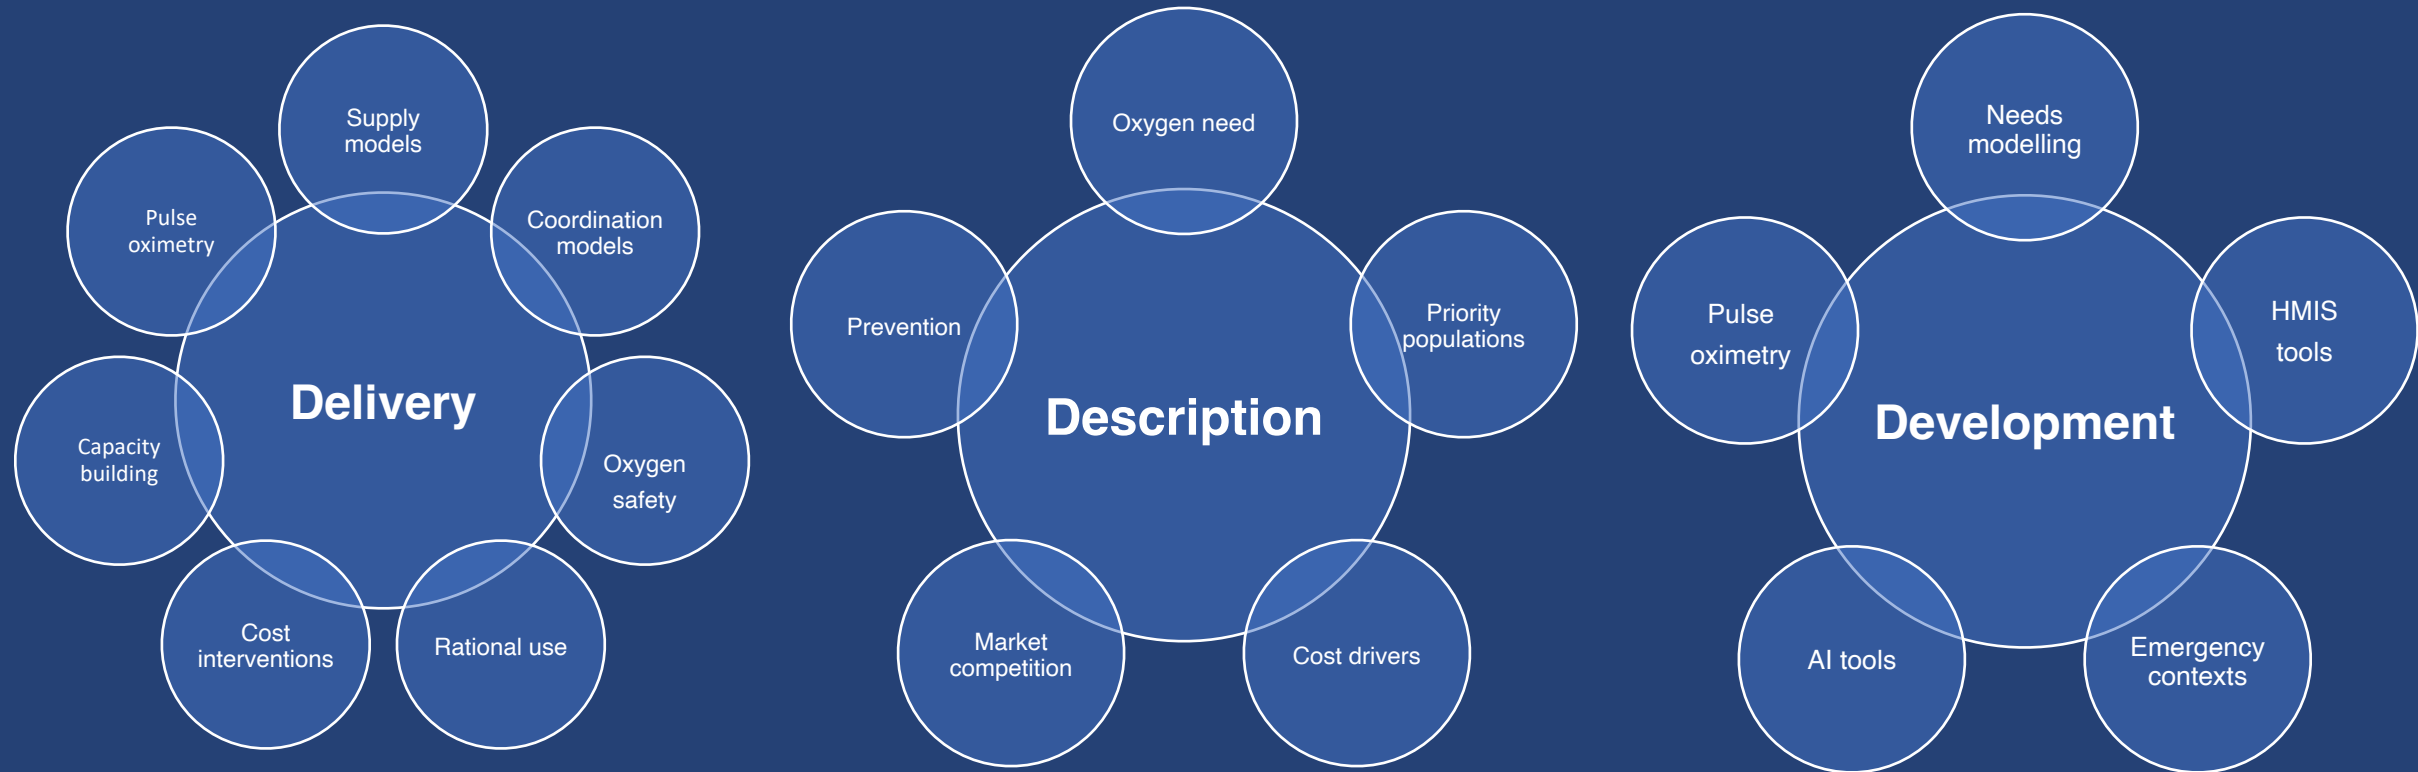 Supply
models
Pulse
oximetry
Coordination
models
Delivery
Capacity
building
Oxygen
safety
Cost
interventions
Rational use
Oxygen need
Prevention
Priority
populations
Description
Market
competition
Cost drivers
Needs
modelling
Pulse
oximetry
HMIS
tools
Development
AI tools
Emergency
contexts